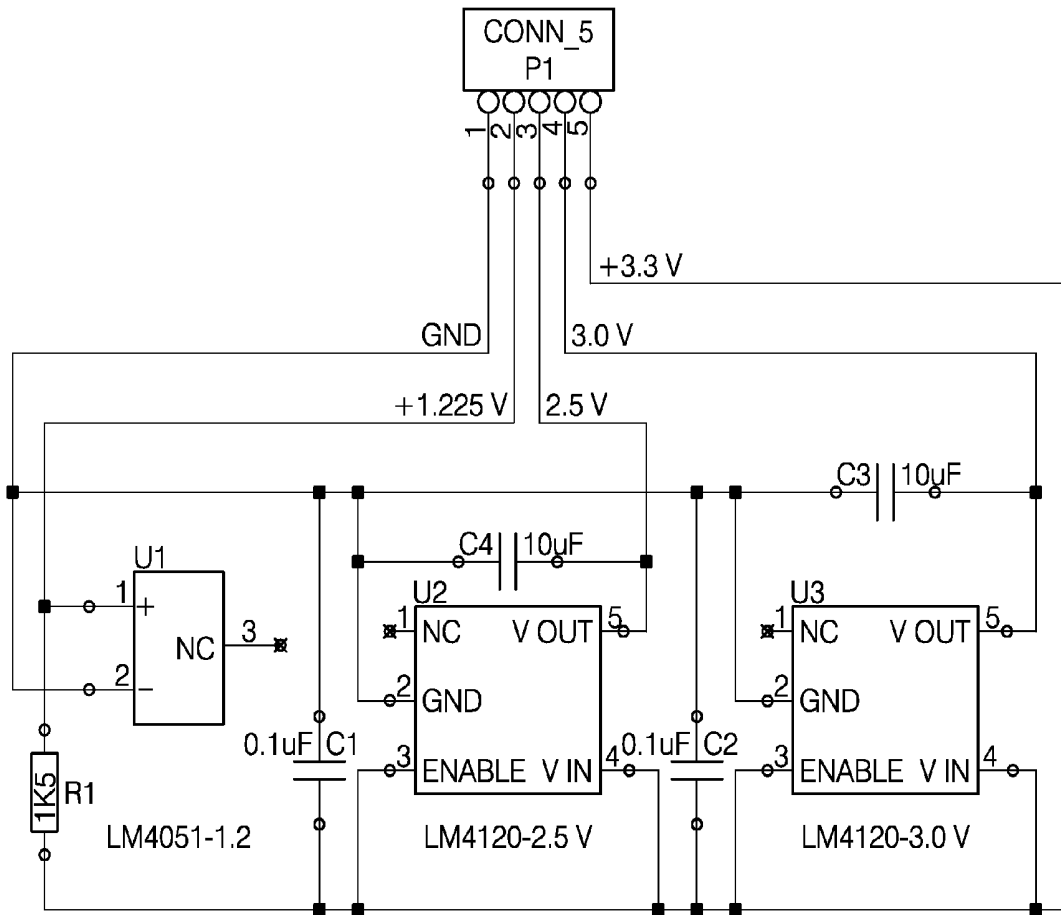 CONN_5
P1
1 2 3 4 5
+3.3 V
GND 3.0 V
+1.225 V 2.5 V
C3 10uF
C4 10uF
U1
U2
U3
1 +
NC 3
2 -
1 NC V OUT 5
2 GND
3 ENABLE V IN 4
1 NC V OUT 5
2 GND
3 ENABLE V IN 4
0.1uF C1
0.1uF C2
1K5 R1
LM4051-1.2
LM4120-2.5 V
LM4120-3.0 V